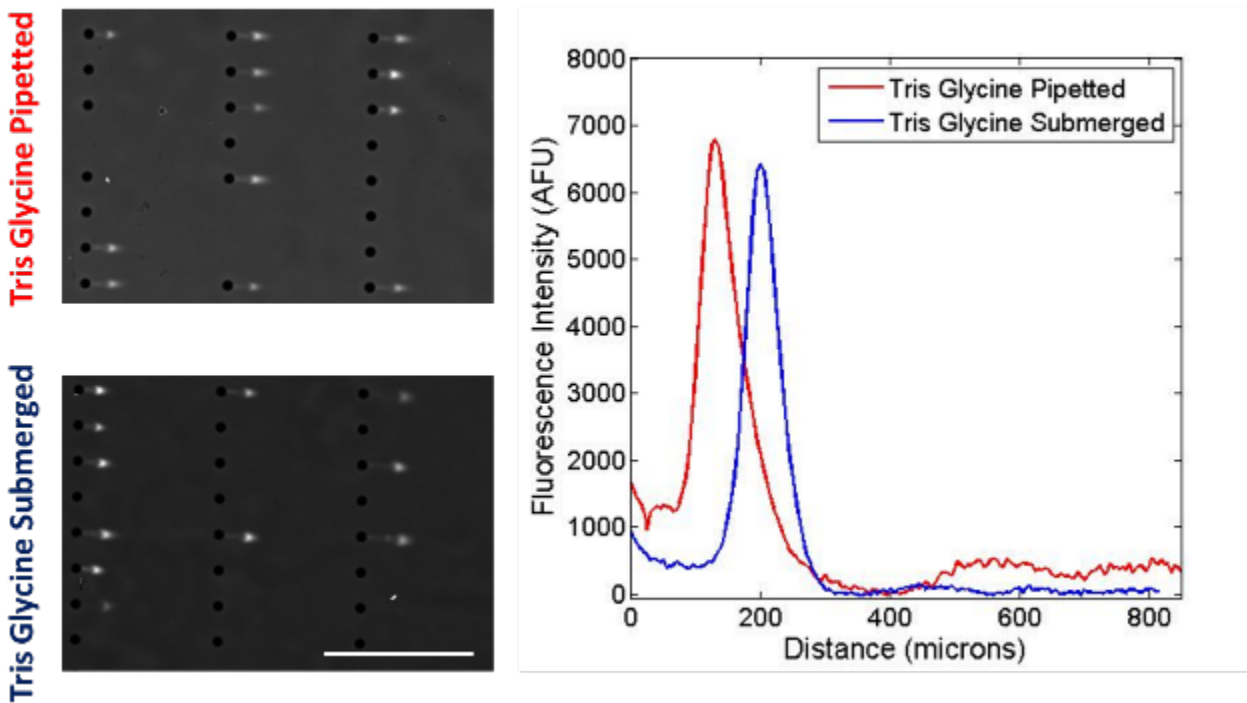 Tris Glycine Pipetted
Tris Glycine Submerged
8000
7000
6000
5000
4000
3000
2000
1000
0
Fluorescence Intensity (AFU)
Tris Glycine Pipetted
Tris Glycine Submerged
0
200
400
600
800
Distance (microns)